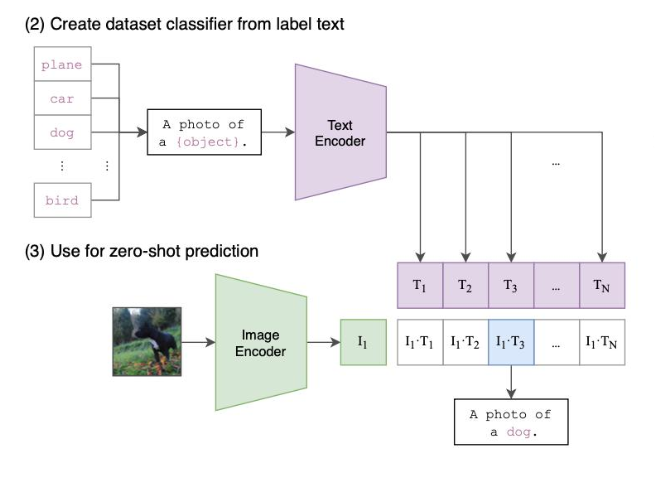 (2) Create dataset classifier from label text
plane
car
dog
⋮
⋮
bird
A photo of
a {object}.
Text
Encoder
...
(3) Use for zero-shot prediction
T1 T2 T3 ... TN
Image
Encoder
I1
I1·T1 I1·T2 I1·T3 ... I1·TN
A photo of
a dog.